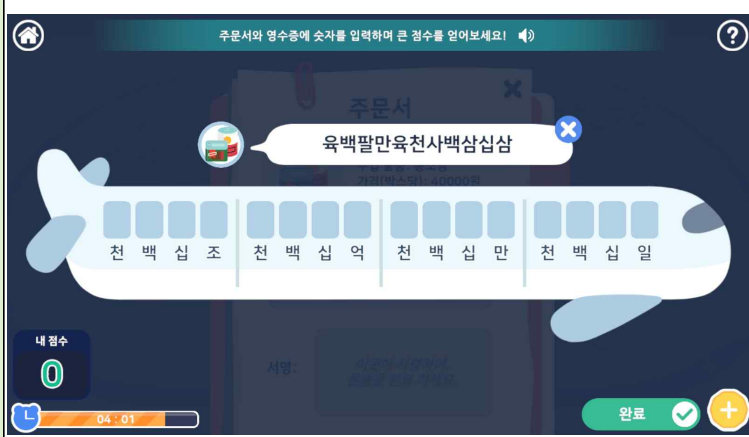 주문서와 영수증에 숫자를 입력하며 큰 점수를 얻어보세요!
?
주문서
육백팔만육천사백삼십삼
가격(박스당): 40000원
천 백 십 조 천 백 십 억 천 백 십 만 천 백 십 일
내 점수
0
서명:
04 : 01
완료